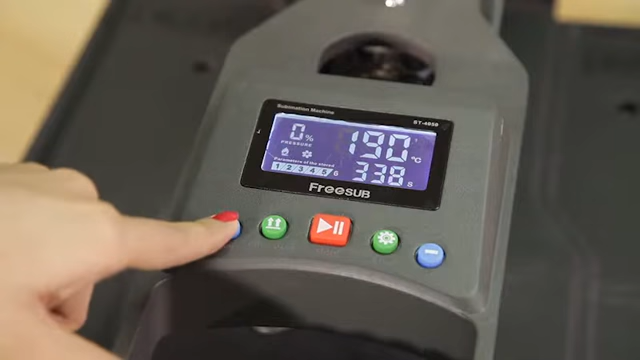 Sublimation Machine
ST-4050
0%
PRESSURE
190 °C
Parameters of the stored
1 2 3 4 5 6
338 S
FREESUB